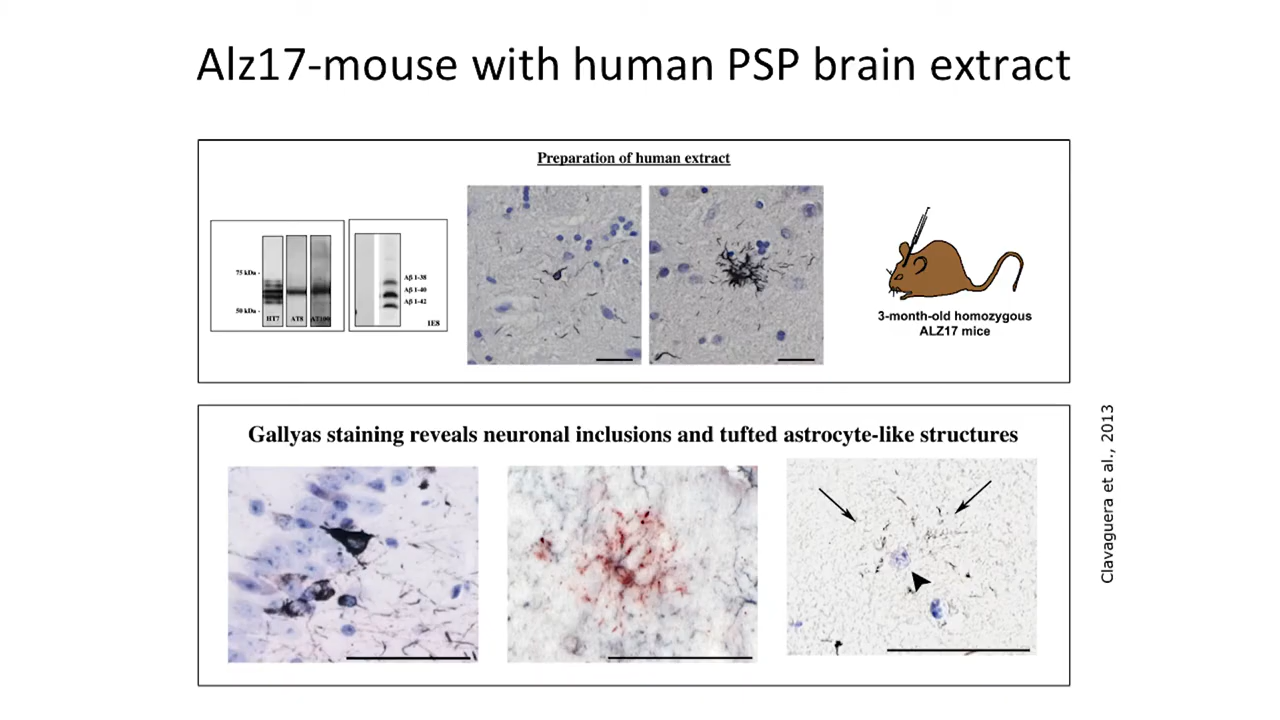 Alz17-mouse with human PSP brain extract
Preparation of human extract
75 kDa -
50 kDa -
HT7 AT8 AT100
Aβ 1-38
Aβ 1-40
Aβ 1-42
1E8
3-month-old homozygous
ALZ17 mice
Gallyas staining reveals neuronal inclusions and tufted astrocyte-like structures
Clavaguera et al., 2013